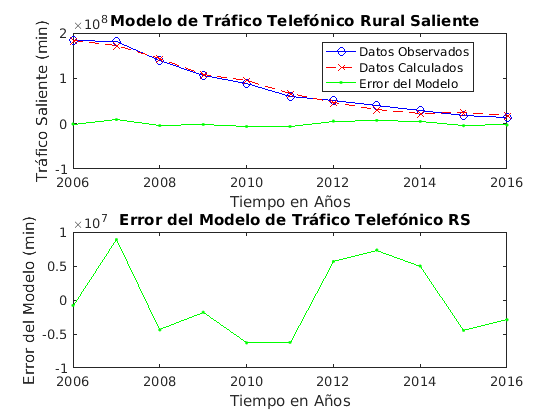 ×10^8
Modelo de Tráfico Telefónico Rural Saliente
Tráfico Saliente (min)
2
1
0
-1
Datos Observados
Datos Calculados
Error del Modelo
2006 2008 2010 2012 2014 2016
Tiempo en Años
×10^7
Error del Modelo de Tráfico Telefónico RS
Error del Modelo (min)
1
0.5
0
-0.5
-1
2006 2008 2010 2012 2014 2016
Tiempo en Años